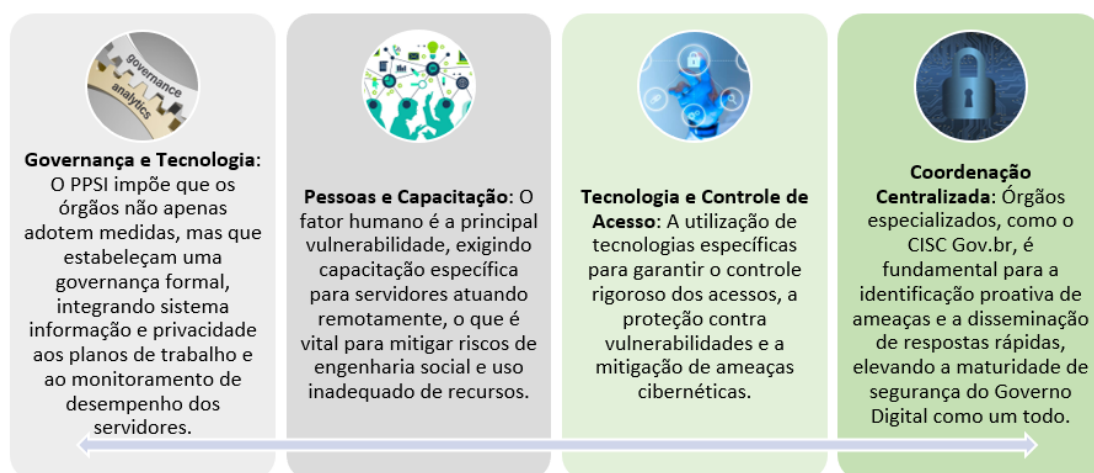 governance
analytics
Governança e Tecnologia:
O PPSI impõe que os
órgãos não apenas
adotem medidas, mas que
estabeleçam uma
governança formal,
integrando sistema
informação e privacidade
aos planos de trabalho e
ao monitoramento de
desempenho dos
servidores.
Pessoas e Capacitação: O
fator humano é a principal
vulnerabilidade, exigindo
capacitação específica
para servidores atuando
remotamente, o que é
vital para mitigar riscos de
engenharia social e uso
inadequado de recursos.
Tecnologia e Controle de
Acesso: A utilização de
tecnologias específicas
para garantir o controle
rigoroso dos acessos, a
proteção contra
vulnerabilidades e a
mitigação de ameaças
cibernéticas.
Coordenação
Centralizada: Órgãos
especializados, como o
CISC Gov.br, é
fundamental para a
identificação proativa de
ameaças e a disseminação
de respostas rápidas,
elevando a maturidade de
segurança do Governo
Digital como um todo.